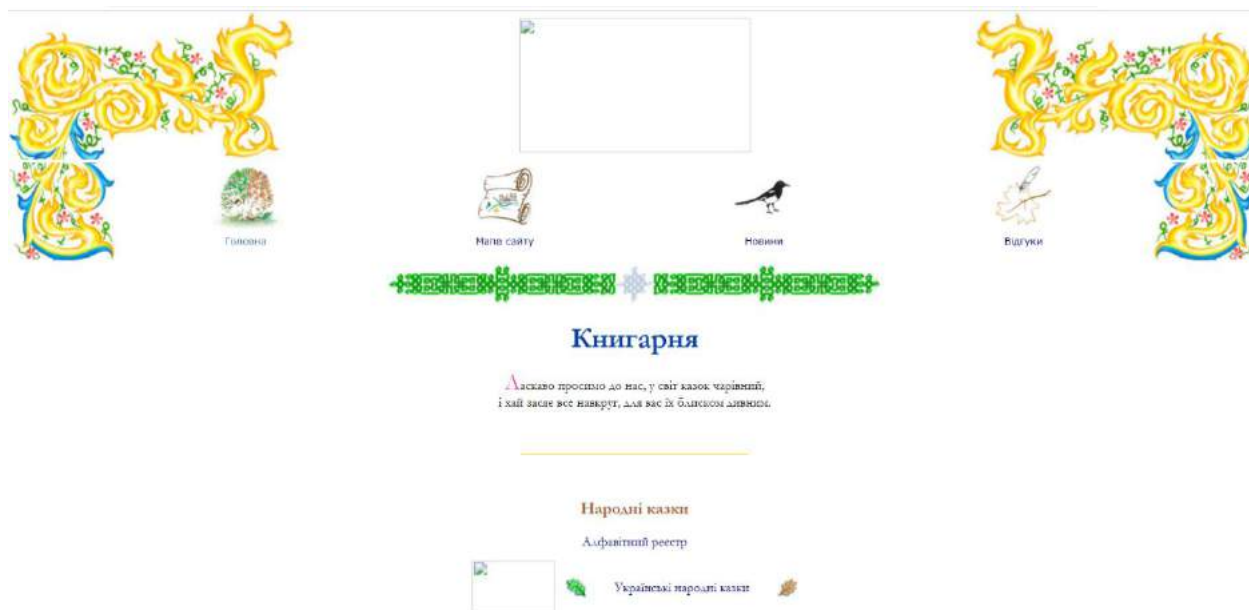 Головна
Мапа сайту
Новини
Відгуки
Книгарня
Ласкаво просимо до нас, у світ казок чарівний,
і хай засяє все навкруг, для вас їх блиском дивним.
Народні казки
Алфавітний реєстр
Українські народні казки